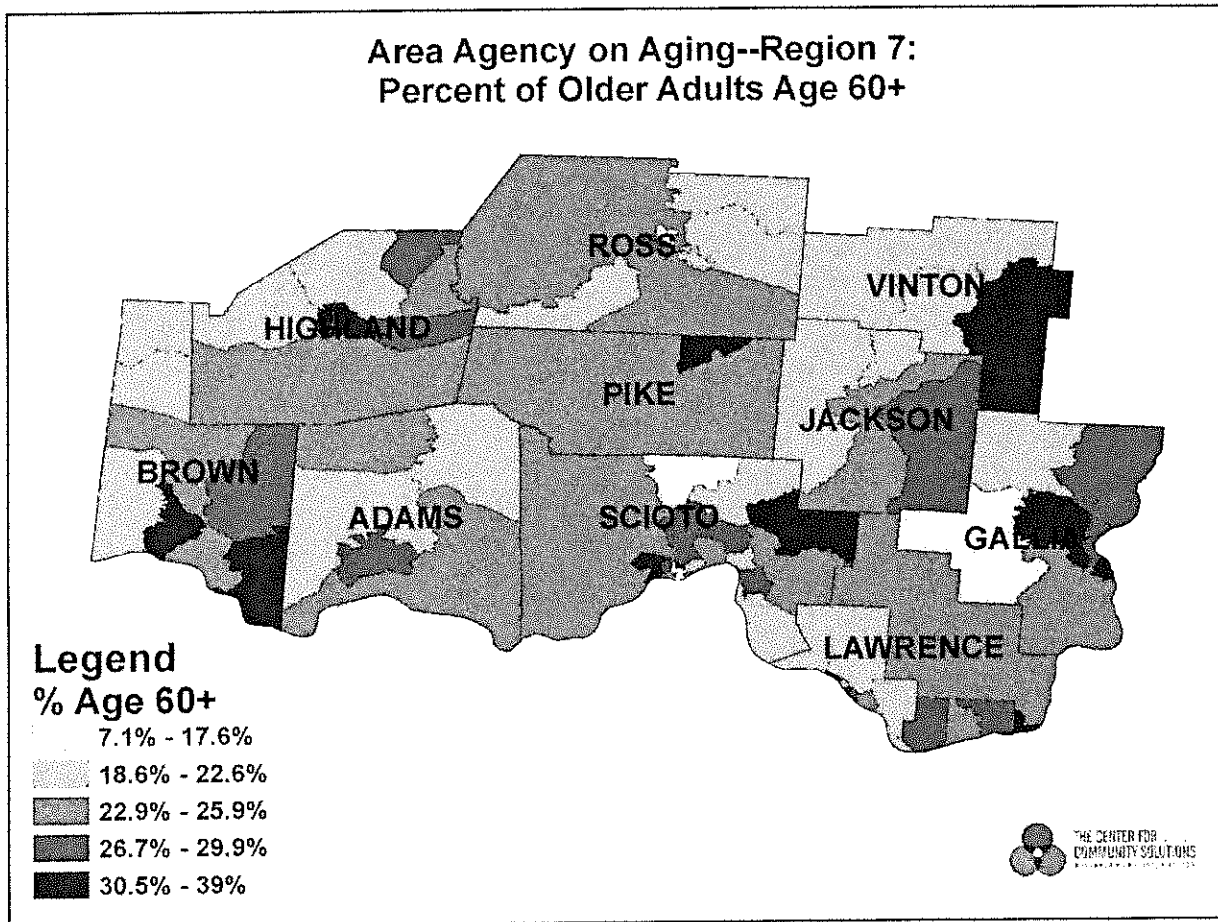 Area Agency on Aging--Region 7:
Percent of Older Adults Age 60+
ROSS
VINTON
HIGHLAND
PIKE
JACKSON
BROWN
ADAMS
SCIOTO
GALLIA
LAWRENCE
Legend
% Age 60+
7.1% - 17.6%
18.6% - 22.6%
22.9% - 25.9%
26.7% - 29.9%
30.5% - 39%
THE CENTER FOR
COMMUNITY SOLUTIONS